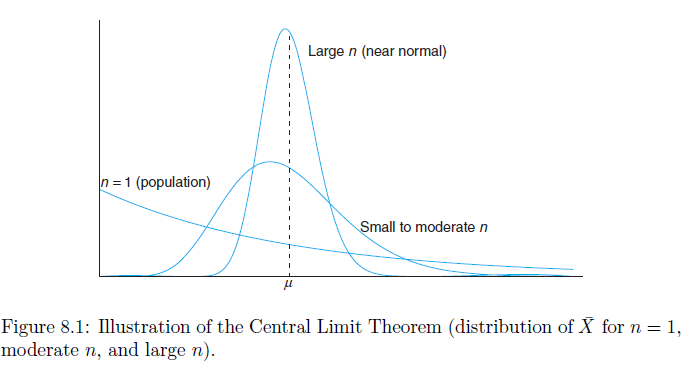 Large n (near normal)
n = 1 (population)
Small to moderate n
μ
Figure 8.1: Illustration of the Central Limit Theorem (distribution of X̄ for n = 1,
moderate n, and large n).